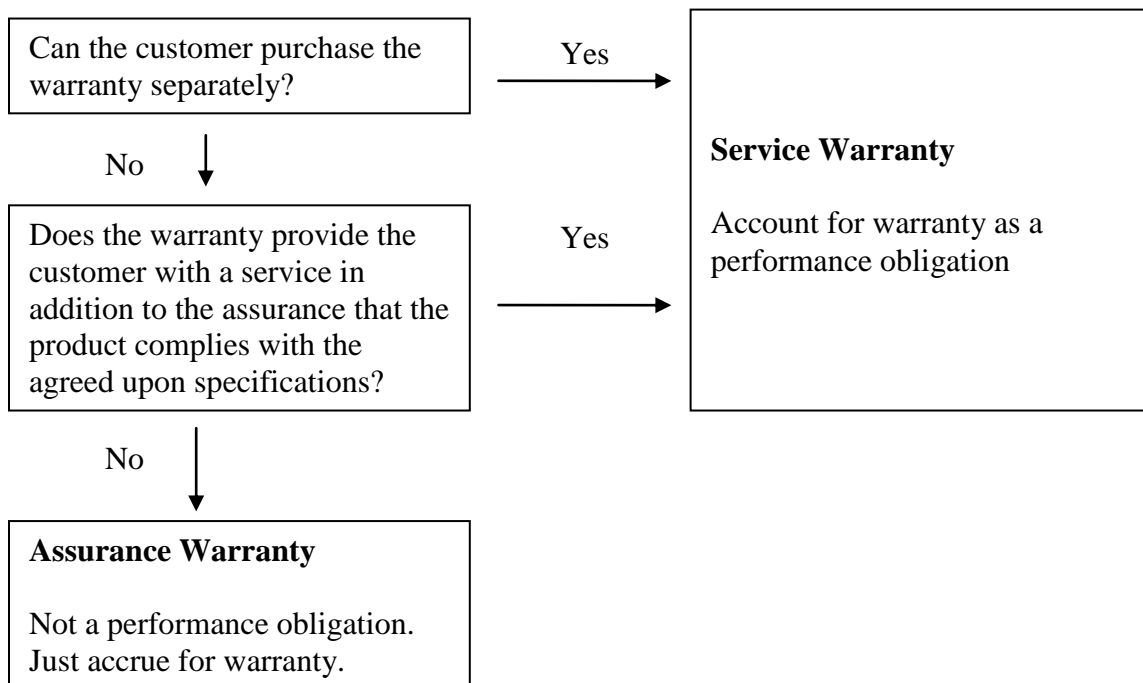 Can the customer purchase the
warranty separately?
Yes
No
Does the warranty provide the
customer with a service in
addition to the assurance that the
product complies with the
agreed upon specifications?
Yes
Service Warranty
Account for warranty as a
performance obligation
No
Assurance Warranty
Not a performance obligation.
Just accrue for warranty.